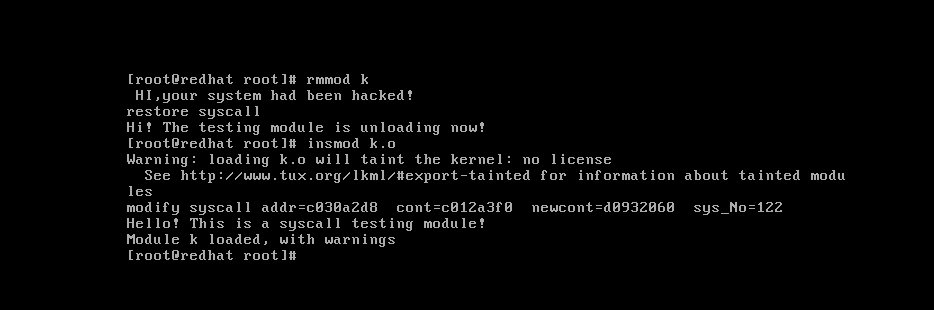 [root@redhat root]# rmmod k
 HI,your system had been hacked!
restore syscall
Hi! The testing module is unloading now!
[root@redhat root]# insmod k.o
Warning: loading k.o will taint the kernel: no license
  See http://www.tux.org/lkml/#export-tainted for information about tainted modu
les
modify syscall addr=c030a2d8  cont=c012a3f0  newcont=d0932060  sys_No=122
Hello! This is a syscall testing module!
Module k loaded, with warnings
[root@redhat root]#